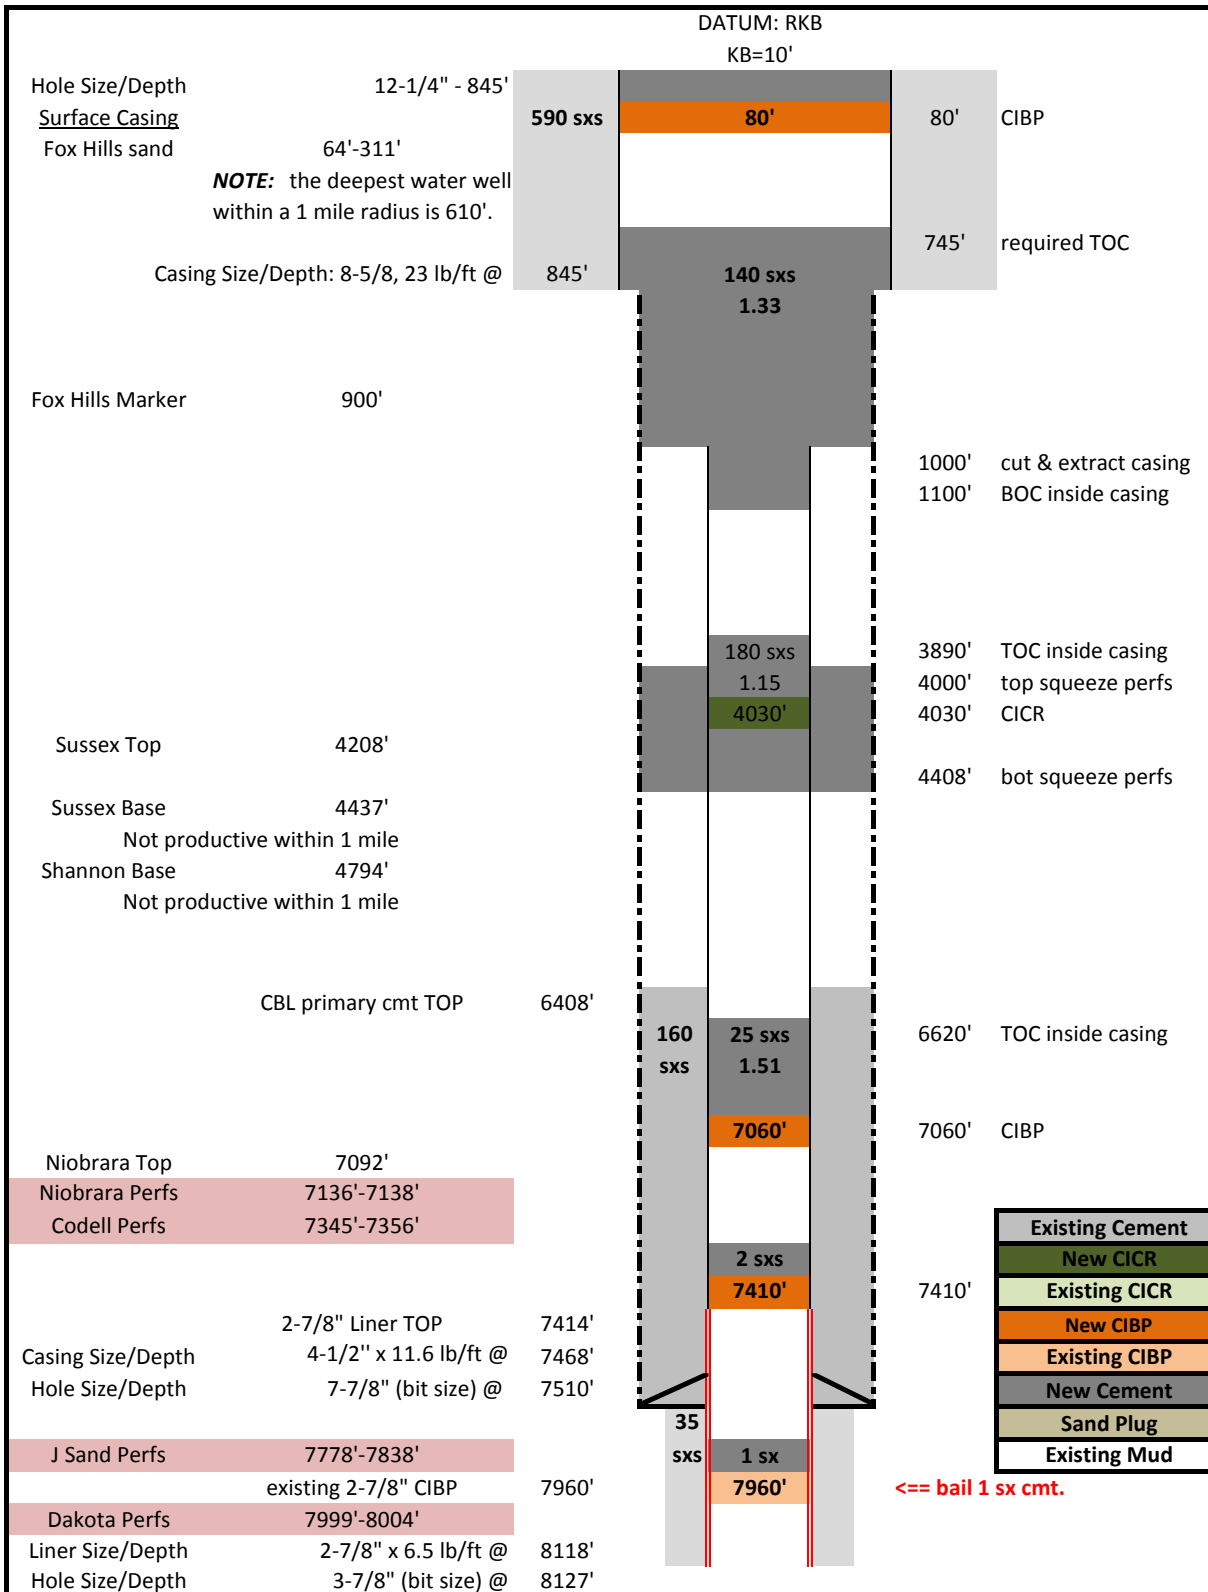 DATUM: RKB
KB=10'
Hole Size/Depth 12-1/4" - 845'
Surface Casing 590 sxs 80' 80' CIBP
Fox Hills sand 64'-311'
NOTE: the deepest water well
within a 1 mile radius is 610'.
745' required TOC
Casing Size/Depth: 8-5/8, 23 lb/ft @ 845' 140 sxs
1.33
Fox Hills Marker 900'
1000' cut & extract casing
1100' BOC inside casing
180 sxs 3890' TOC inside casing
1.15 4000' top squeeze perfs
4030' 4030' CICR
Sussex Top 4208'
4408' bot squeeze perfs
Sussex Base 4437'
Not productive within 1 mile
Shannon Base 4794'
Not productive within 1 mile
CBL primary cmt TOP 6408'
160 25 sxs 6620' TOC inside casing
sxs 1.51
7060' 7060' CIBP
Niobrara Top 7092'
Niobrara Perfs 7136'-7138'
Codell Perfs 7345'-7356'
Existing Cement
2 sxs New CICR
7410' 7410' Existing CICR
2-7/8" Liner TOP 7414' New CIBP
Casing Size/Depth 4-1/2'' x 11.6 lb/ft @ 7468' Existing CIBP
Hole Size/Depth 7-7/8" (bit size) @ 7510' New Cement
35 Sand Plug
J Sand Perfs 7778'-7838' sxs 1 sx Existing Mud
existing 2-7/8" CIBP 7960' 7960' <== bail 1 sx cmt.
Dakota Perfs 7999'-8004'
Liner Size/Depth 2-7/8" x 6.5 lb/ft @ 8118'
Hole Size/Depth 3-7/8" (bit size) @ 8127'